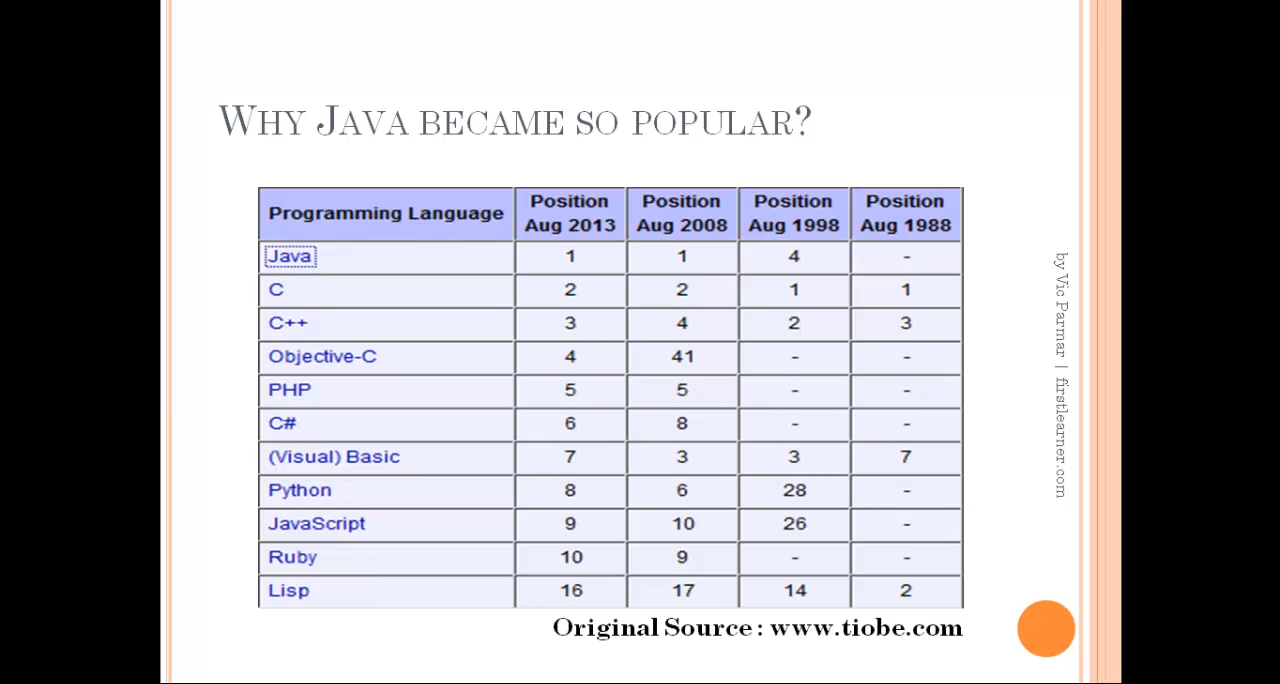 WHY JAVA BECAME SO POPULAR?
Programming Language Position Aug 2013 Position Aug 2008 Position Aug 1998 Position Aug 1988
Java 1 1 4 -
C 2 2 1 1
C++ 3 4 2 3
Objective-C 4 41 - -
PHP 5 5 - -
C# 6 8 - -
(Visual) Basic 7 3 3 7
Python 8 6 28 -
JavaScript 9 10 26 -
Ruby 10 9 - -
Lisp 16 17 14 2
Original Source : www.tiobe.com
by Vic Parmar | firstlearner.com